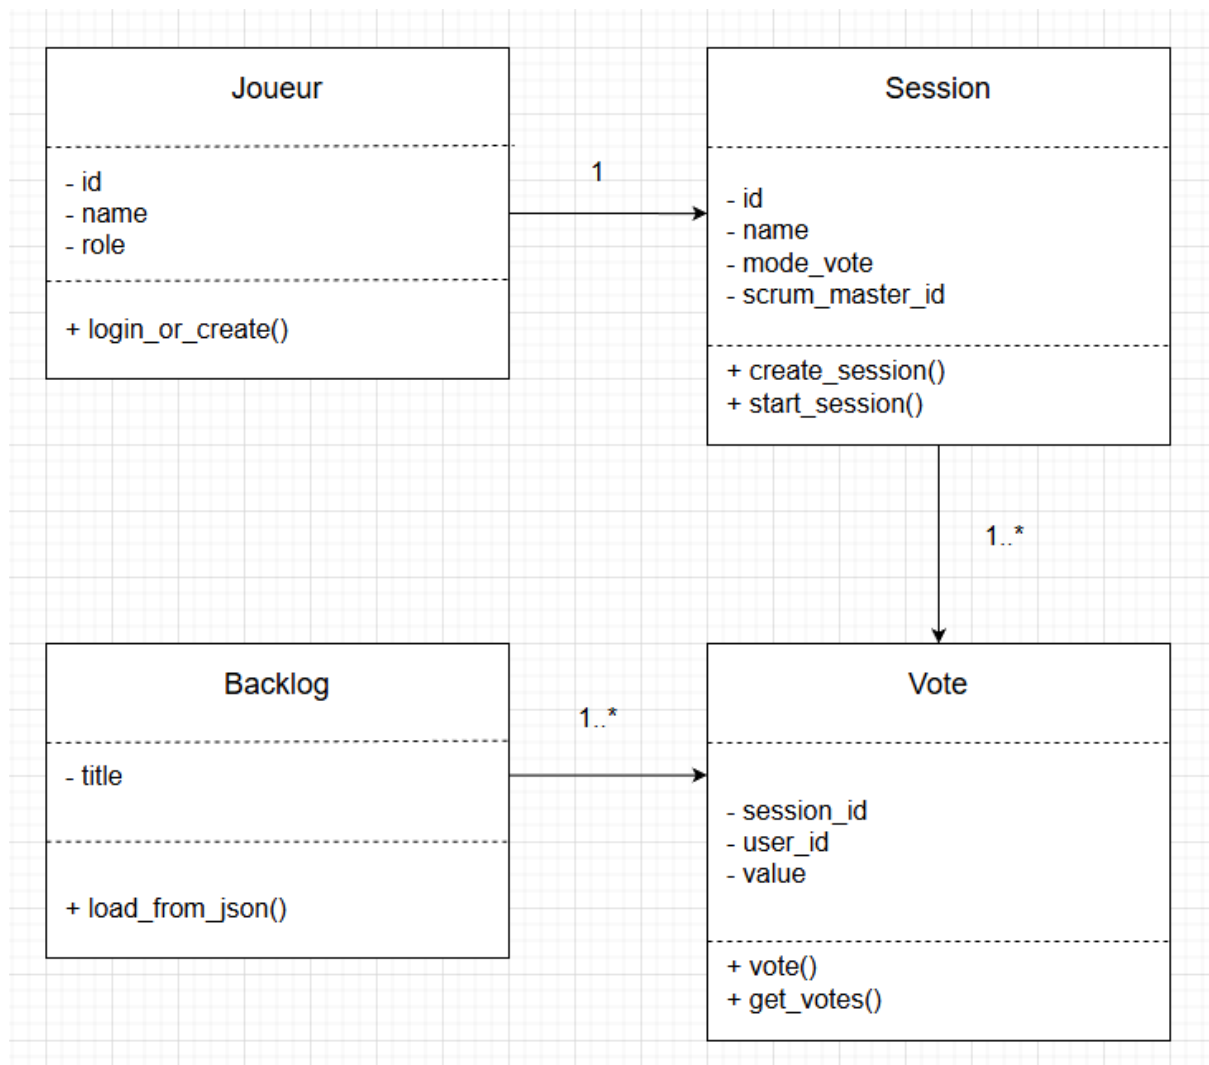 Joueur
- id
- name
- role
+ login_or_create()
1
Session
- id
- name
- mode_vote
- scrum_master_id
+ create_session()
+ start_session()
1..*
Backlog
- title
+ load_from_json()
1..*
Vote
- session_id
- user_id
- value
+ vote()
+ get_votes()